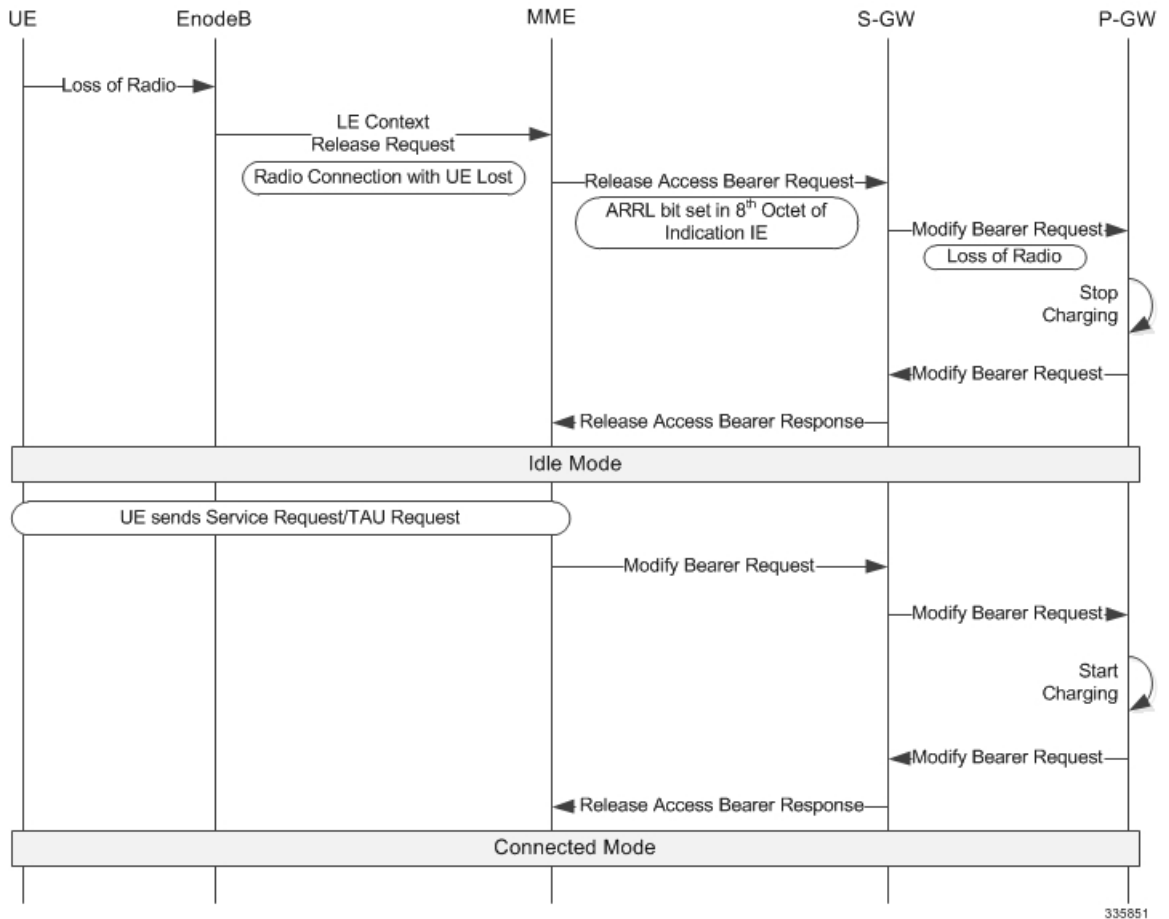 UE
EnodeB
MME
S-GW
P-GW
Loss of Radio
LE Context
Release Request
Radio Connection with UE Lost
Release Access Bearer Request
ARRL bit set in 8th Octet of
Indication IE
Modify Bearer Request
Loss of Radio
Stop
Charging
Modify Bearer Request
Release Access Bearer Response
Idle Mode
UE sends Service Request/TAU Request
Modify Bearer Request
Modify Bearer Request
Start
Charging
Modify Bearer Request
Release Access Bearer Response
Connected Mode
335851